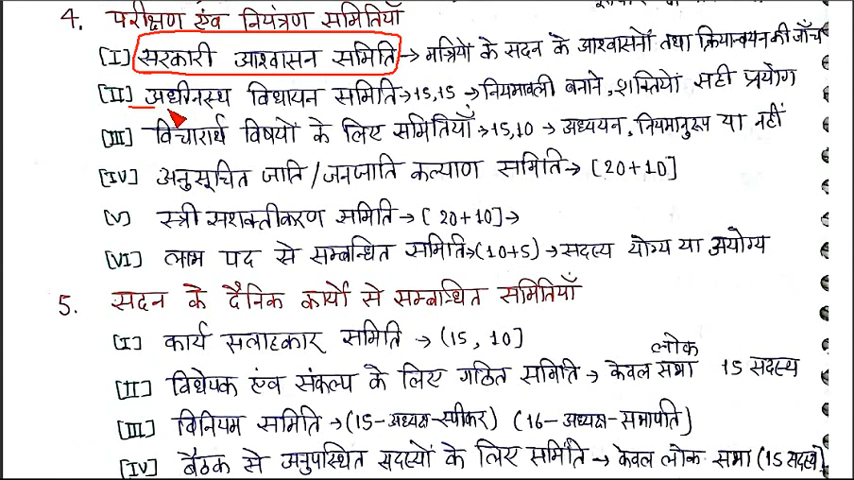 4. परीक्षण एंव नियंत्रण समितियाँ
[I] सरकारी आश्वासन समिति → मंत्रियों के सदन के आश्वासनों तथा क्रियान्वयन की जाँच
[II] अधीनस्थ विधायन समिति → 15,15 → नियमावली बनाने, शक्तियों सही प्रयोग
[III] विचारार्थ विषयों के लिए समितियाँ → 15,10 → अध्ययन, नियमानुरूप या नहीं
[IV] अनुसूचित जाति/जनजाति कल्याण समिति → [20+10]
[V] स्त्री सशक्तीकरण समिति → [20+10] →
[VI] लाभ पद से सम्बन्धित समिति → (10+5) → सदस्य योग्य या अयोग्य
5. सदन के दैनिक कार्यो से सम्बन्धित समितियाँ
[I] कार्य सलाहकार समिति → (15, 10]
[II] विधेयक एंव संकल्प के लिए गठित समिति → केवल लोक सभा 15 सदस्य
[III] विनियम समिति → (15-अध्यक्ष-स्पीकर) (16-अध्यक्ष-सभापति)
[IV] बैठक से अनुपस्थित सदस्यों के लिए समिति → केवल लोक सभा (15 सदस्य)